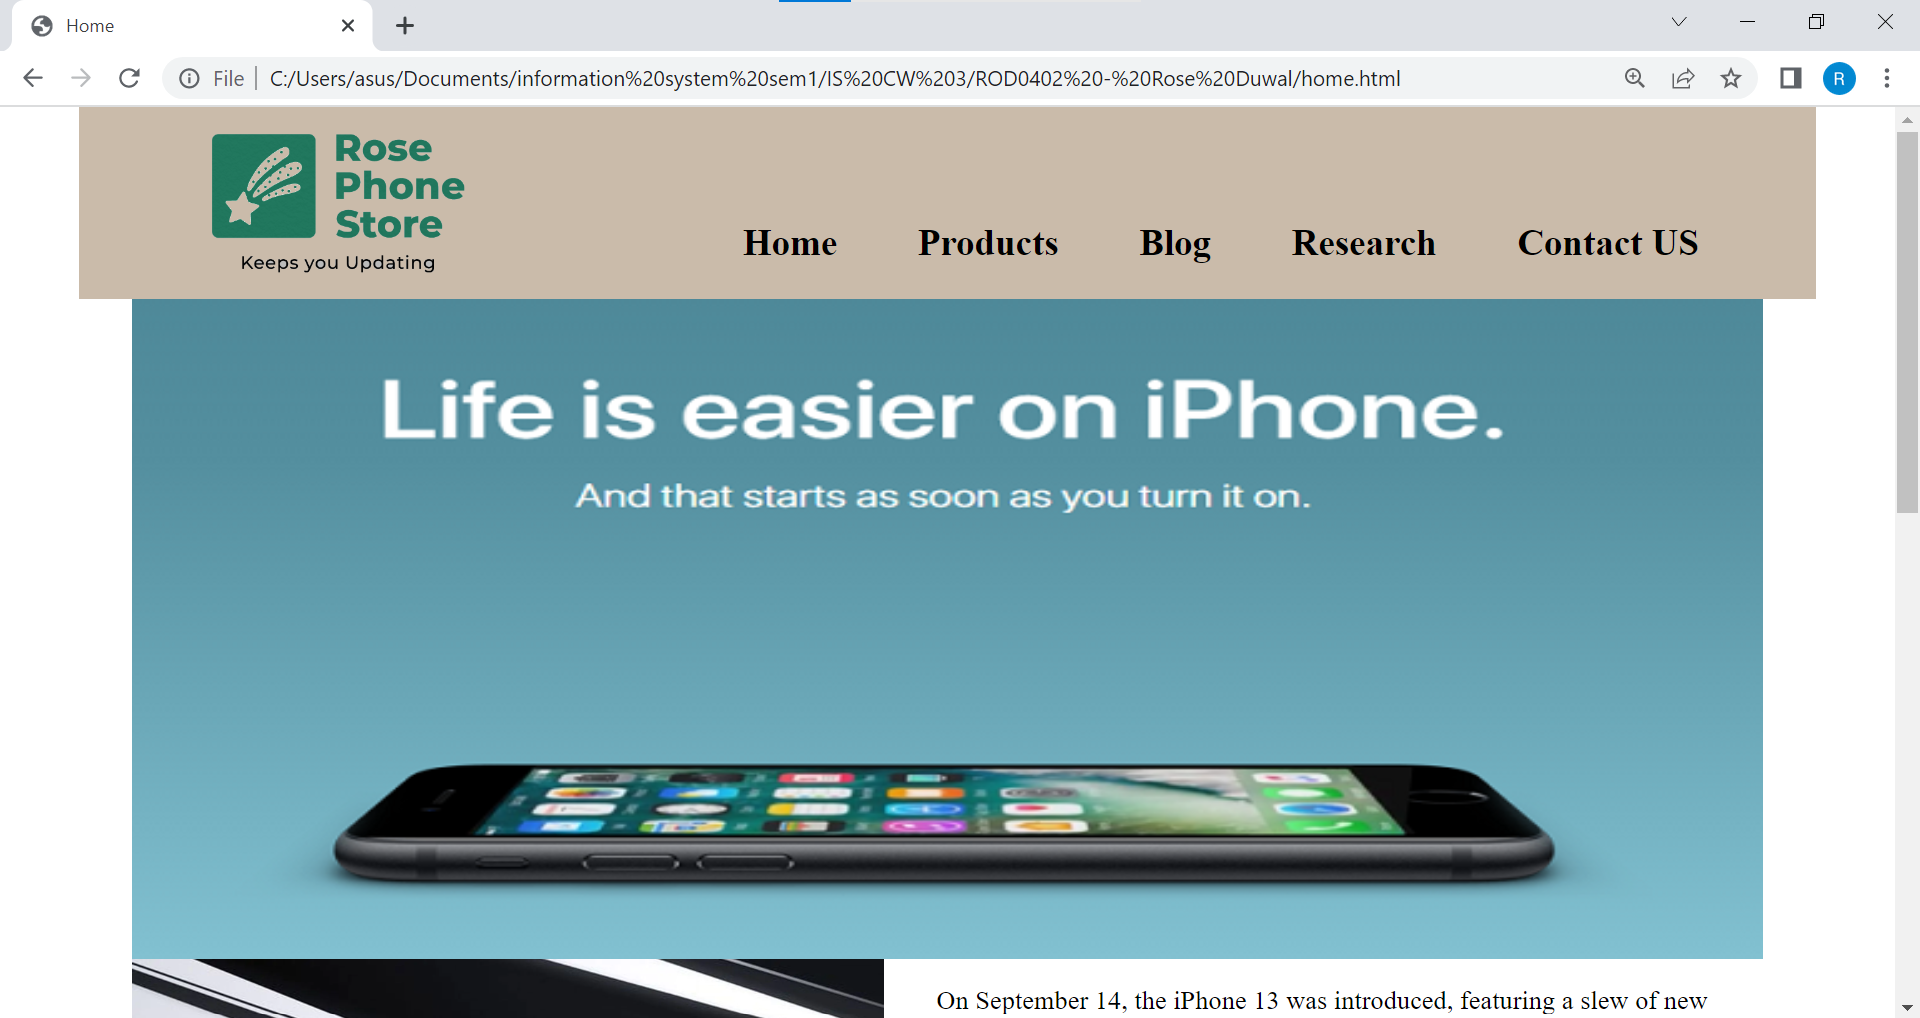 Home
File
C:/Users/asus/Documents/information%20system%20sem1/IS%20CW%203/ROD0402%20-%20Rose%20Duwal/home.html
R
Rose
Phone
Store
Keeps you Updating
Home Products Blog Research Contact US
Life is easier on iPhone.
And that starts as soon as you turn it on.
On September 14, the iPhone 13 was introduced, featuring a slew of new